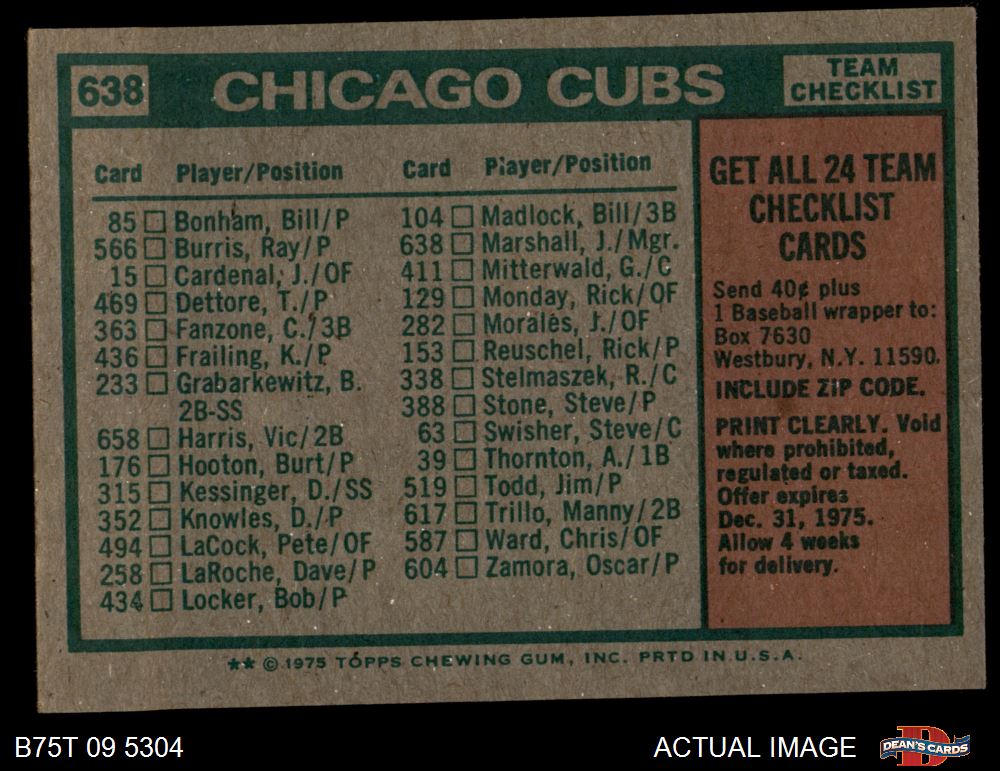 638 CHICAGO CUBS TEAM CHECKLIST
Card Player/Position
85 Bonham, Bill/P
566 Burris, Ray/P
15 Cardenal, J./OF
469 Dettore, T./P
363 Fanzone, C./3B
436 Frailing, K./P
233 Grabarkewitz, B.
2B-SS
658 Harris, Vic/2B
176 Hooton, Burt/P
315 Kessinger, D./SS
352 Knowles, D./P
494 LaCock, Pete/OF
258 LaRoche, Dave/P
434 Locker, Bob/P
Card Player/Position
104 Madlock, Bill/3B
638 Marshall, J./Mgr.
411 Mitterwald, G./C
129 Monday, Rick/OF
282 Morales, J./OF
153 Reuschel, Rick/P
338 Stelmaszek, R./C
388 Stone, Steve/P
63 Swisher, Steve/C
39 Thornton, A./1B
519 Todd, Jim/P
617 Trillo, Manny/2B
587 Ward, Chris/OF
604 Zamora, Oscar/P
GET ALL 24 TEAM
CHECKLIST
CARDS
Send 40¢ plus
1 Baseball wrapper to:
Box 7630
Westbury, N.Y. 11590.
INCLUDE ZIP CODE.
PRINT CLEARLY. Void
where prohibited,
regulated or taxed.
Offer expires
Dec. 31, 1975.
Allow 4 weeks
for delivery.
** © 1975 TOPPS CHEWING GUM, INC. PRTD IN U.S.A.
B75T 09 5304
ACTUAL IMAGE
D
DEAN'S CARDS